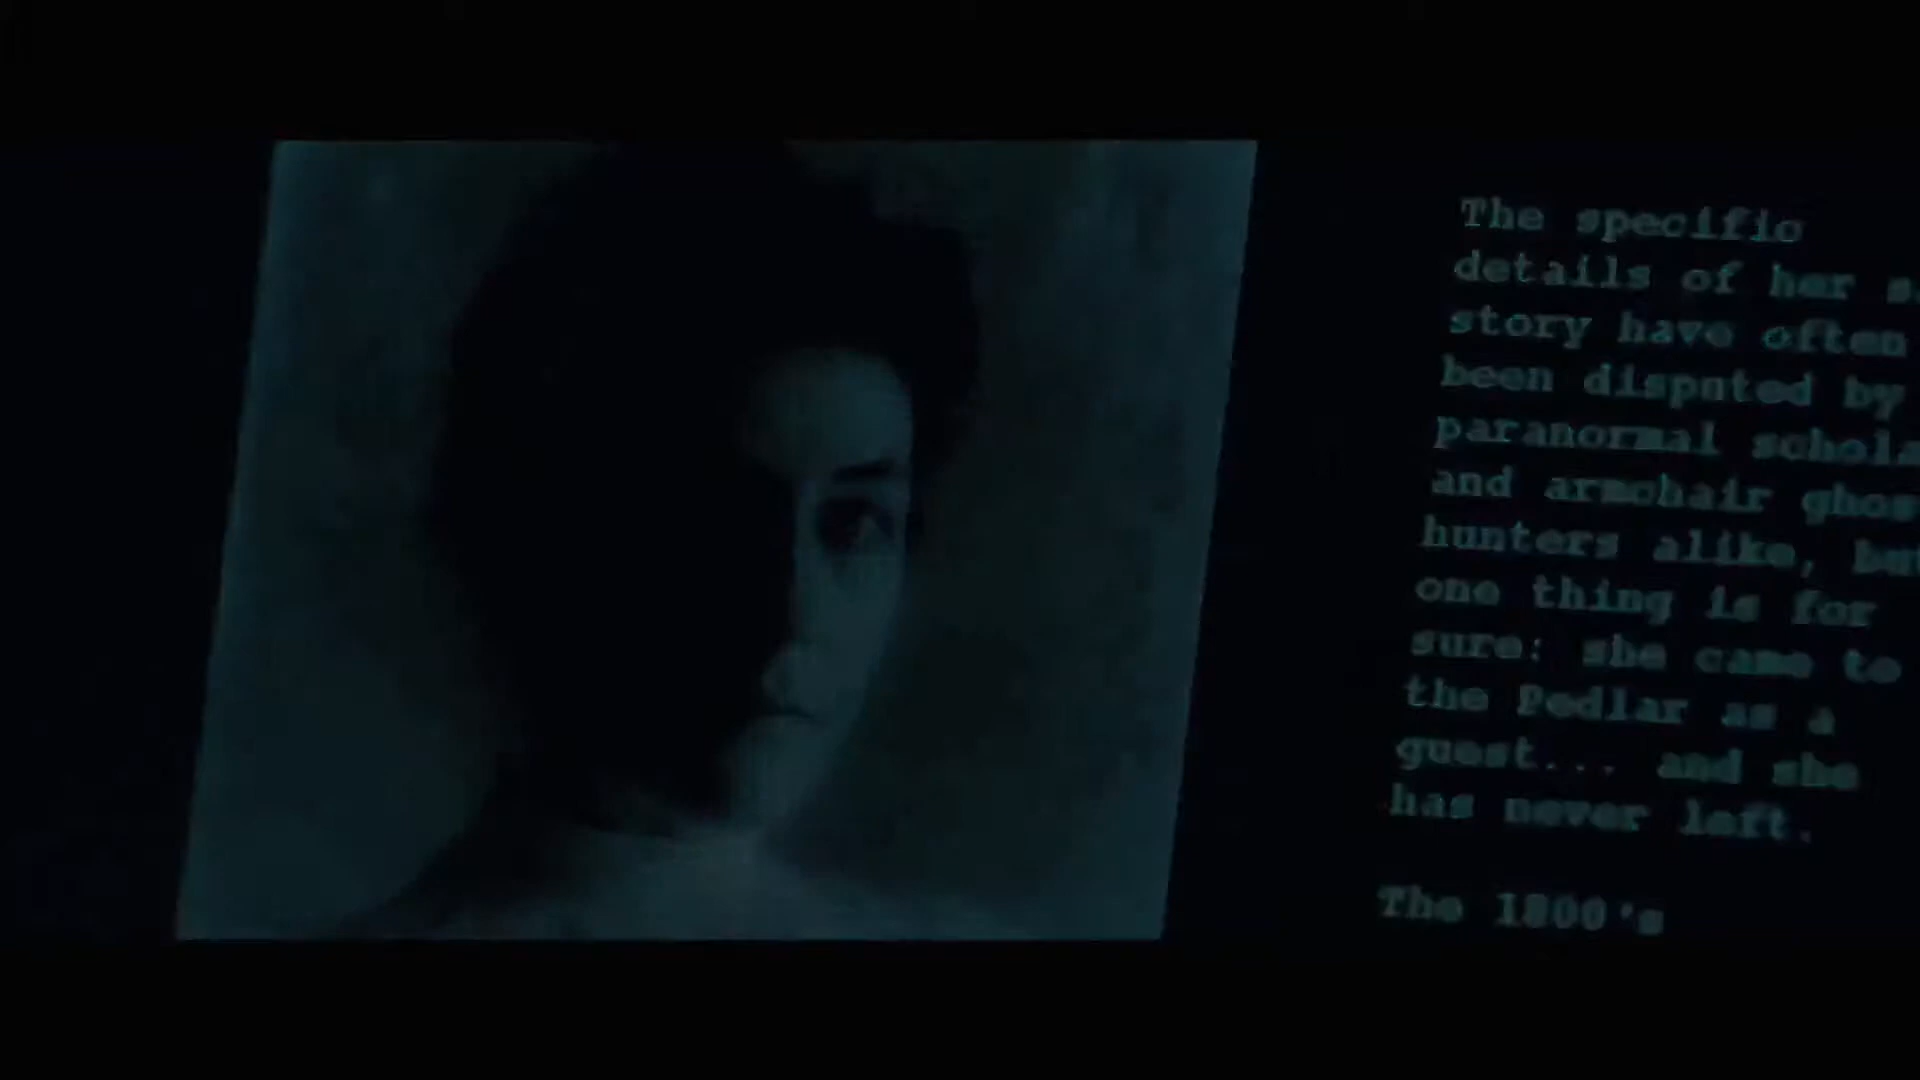 The specific
details of her
story have often
been disputed by
paranormal
and armchair
hunters alike,
one thing is for
sure: she came to
the Pedlar as a
guest... and she
has never left.
The 1800's